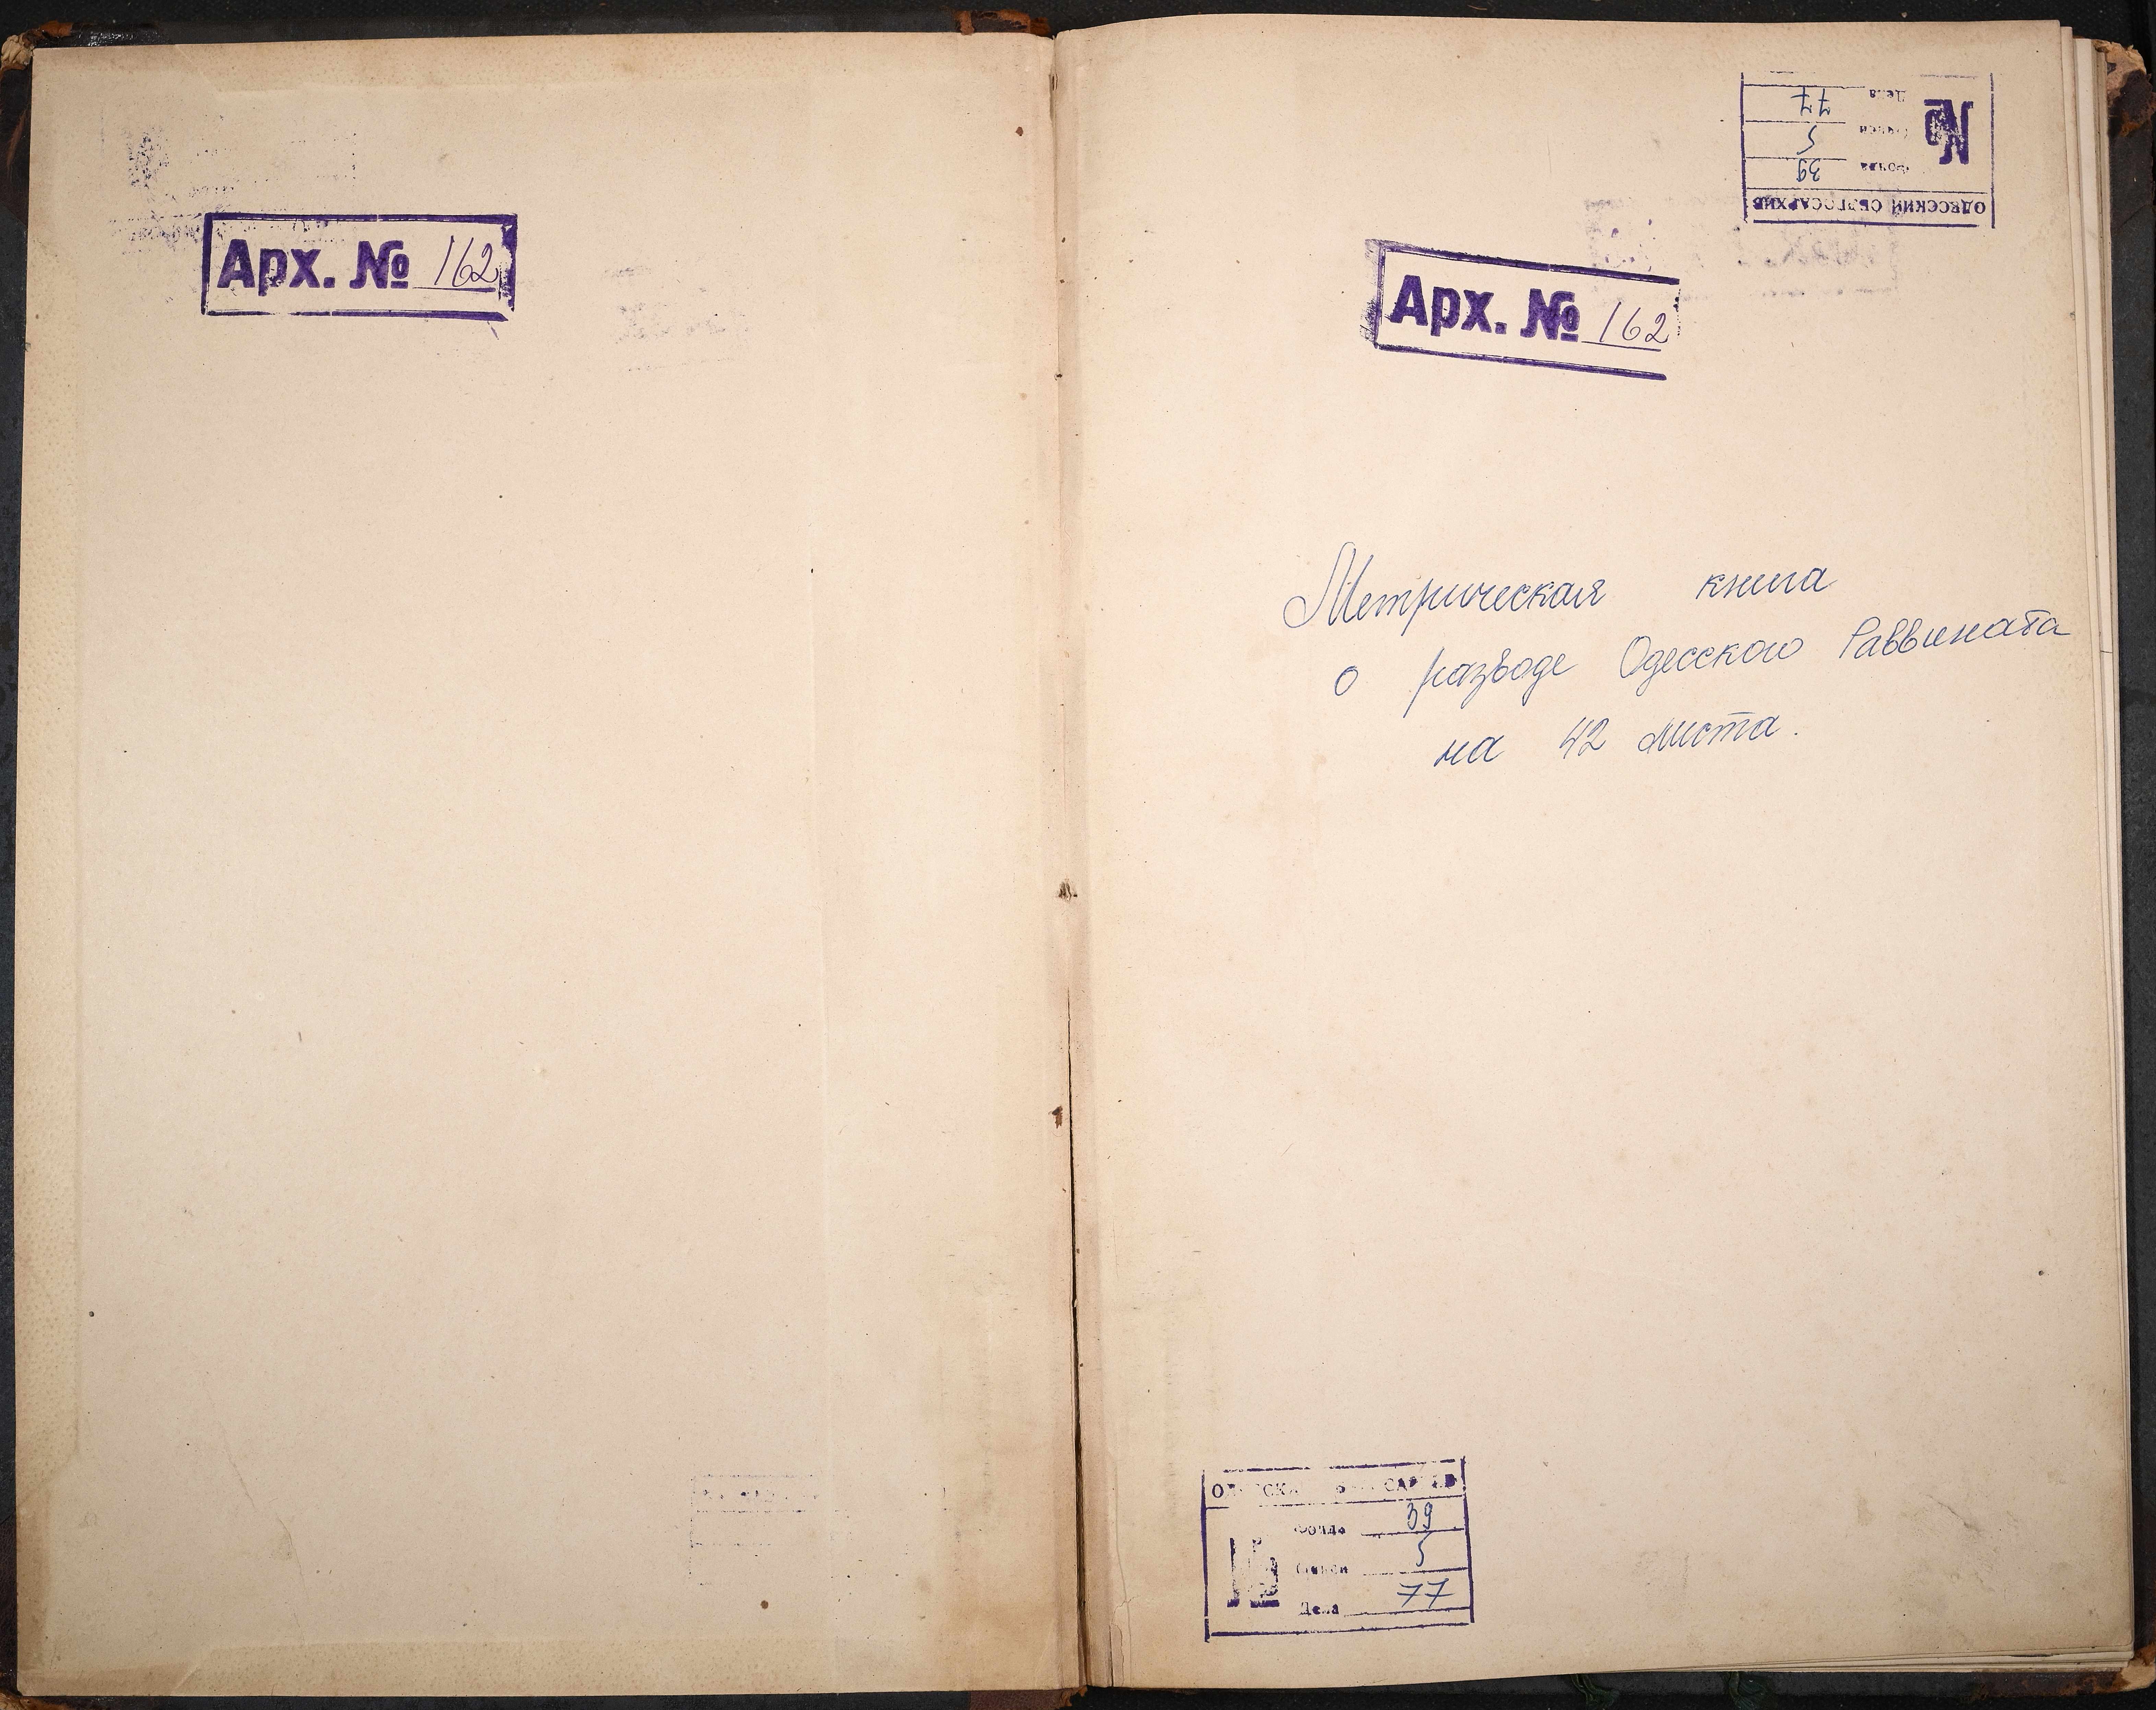 Арх. № 162
ОДЕССКИЙ ОБЛГОСАРХИВ
№
Фонда 39
Описи 5
Дела 77
Арх. № 162
Метрическая книга
о разводе Одесского Раввината
на 42 листа.
Фонда 39
Описи 5
№
Дела 77